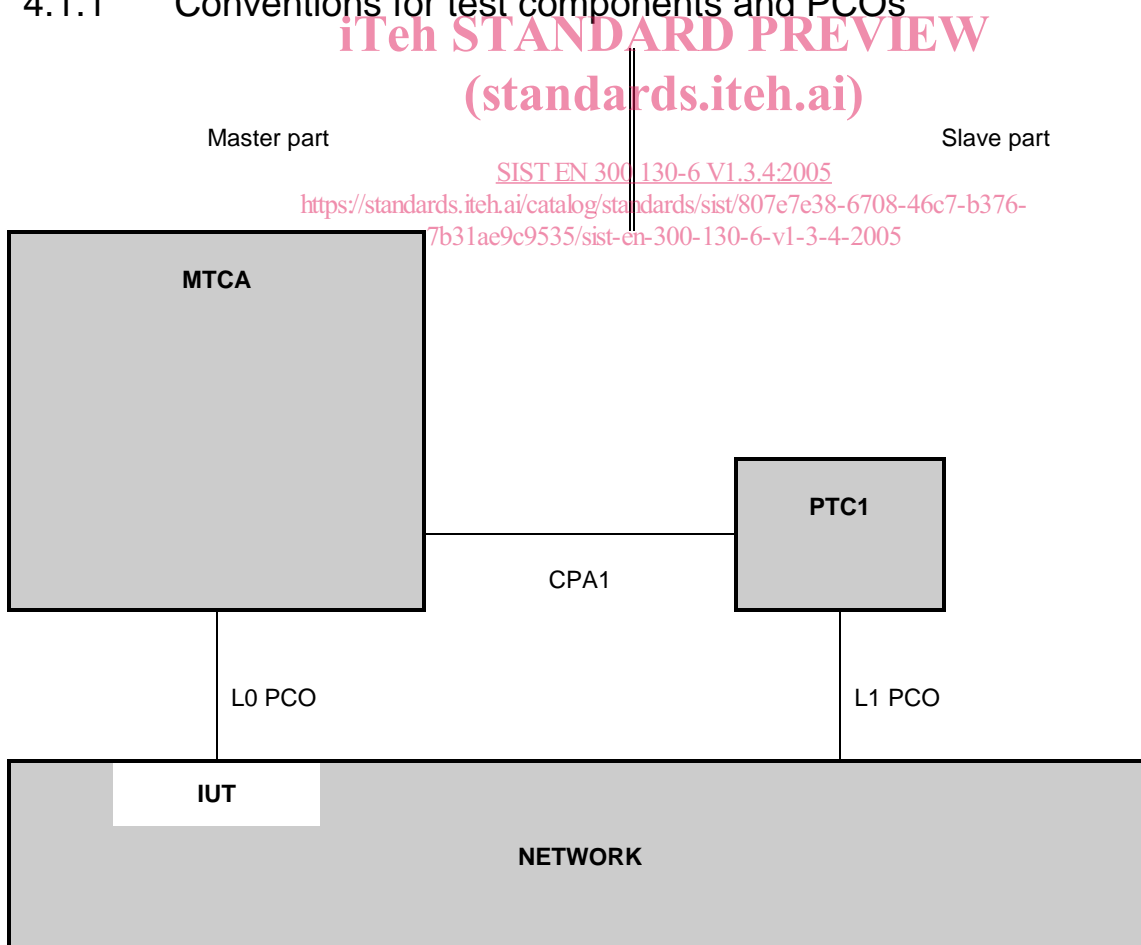 4.1.1 Conventions for test components and PCOs
iTeh STANDARD PREVIEW
(standards.iteh.ai)
Master part
Slave part
SIST EN 300 130-6 V1.3.4:2005
https://standards.iteh.ai/catalog/standards/sist/807e7e38-6708-46c7-b376-
7b31ae9c9535/sist-en-300-130-6-v1-3-4-2005
MTCA
PTC1
CPA1
L0 PCO
L1 PCO
IUT
NETWORK